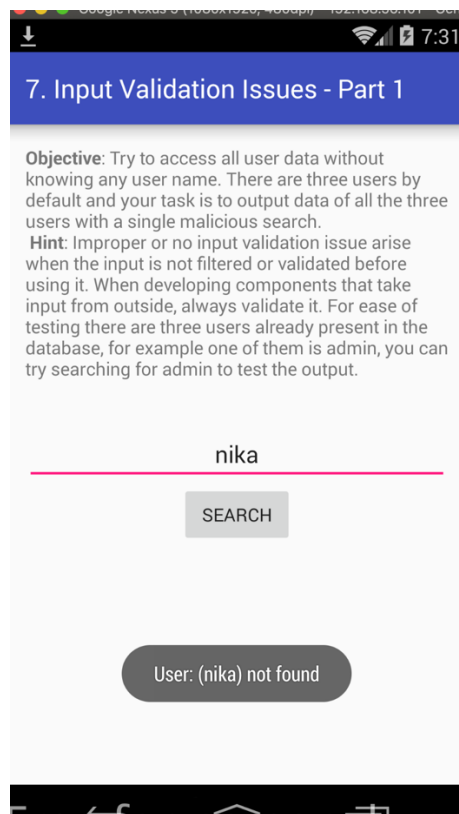 7:31
7. Input Validation Issues - Part 1
Objective: Try to access all user data without
knowing any user name. There are three users by
default and your task is to output data of all the three
users with a single malicious search.
Hint: Improper or no input validation issue arise
when the input is not filtered or validated before
using it. When developing components that take
input from outside, always validate it. For ease of
testing there are three users already present in the
database, for example one of them is admin, you can
try searching for admin to test the output.
nika
SEARCH
User: (nika) not found